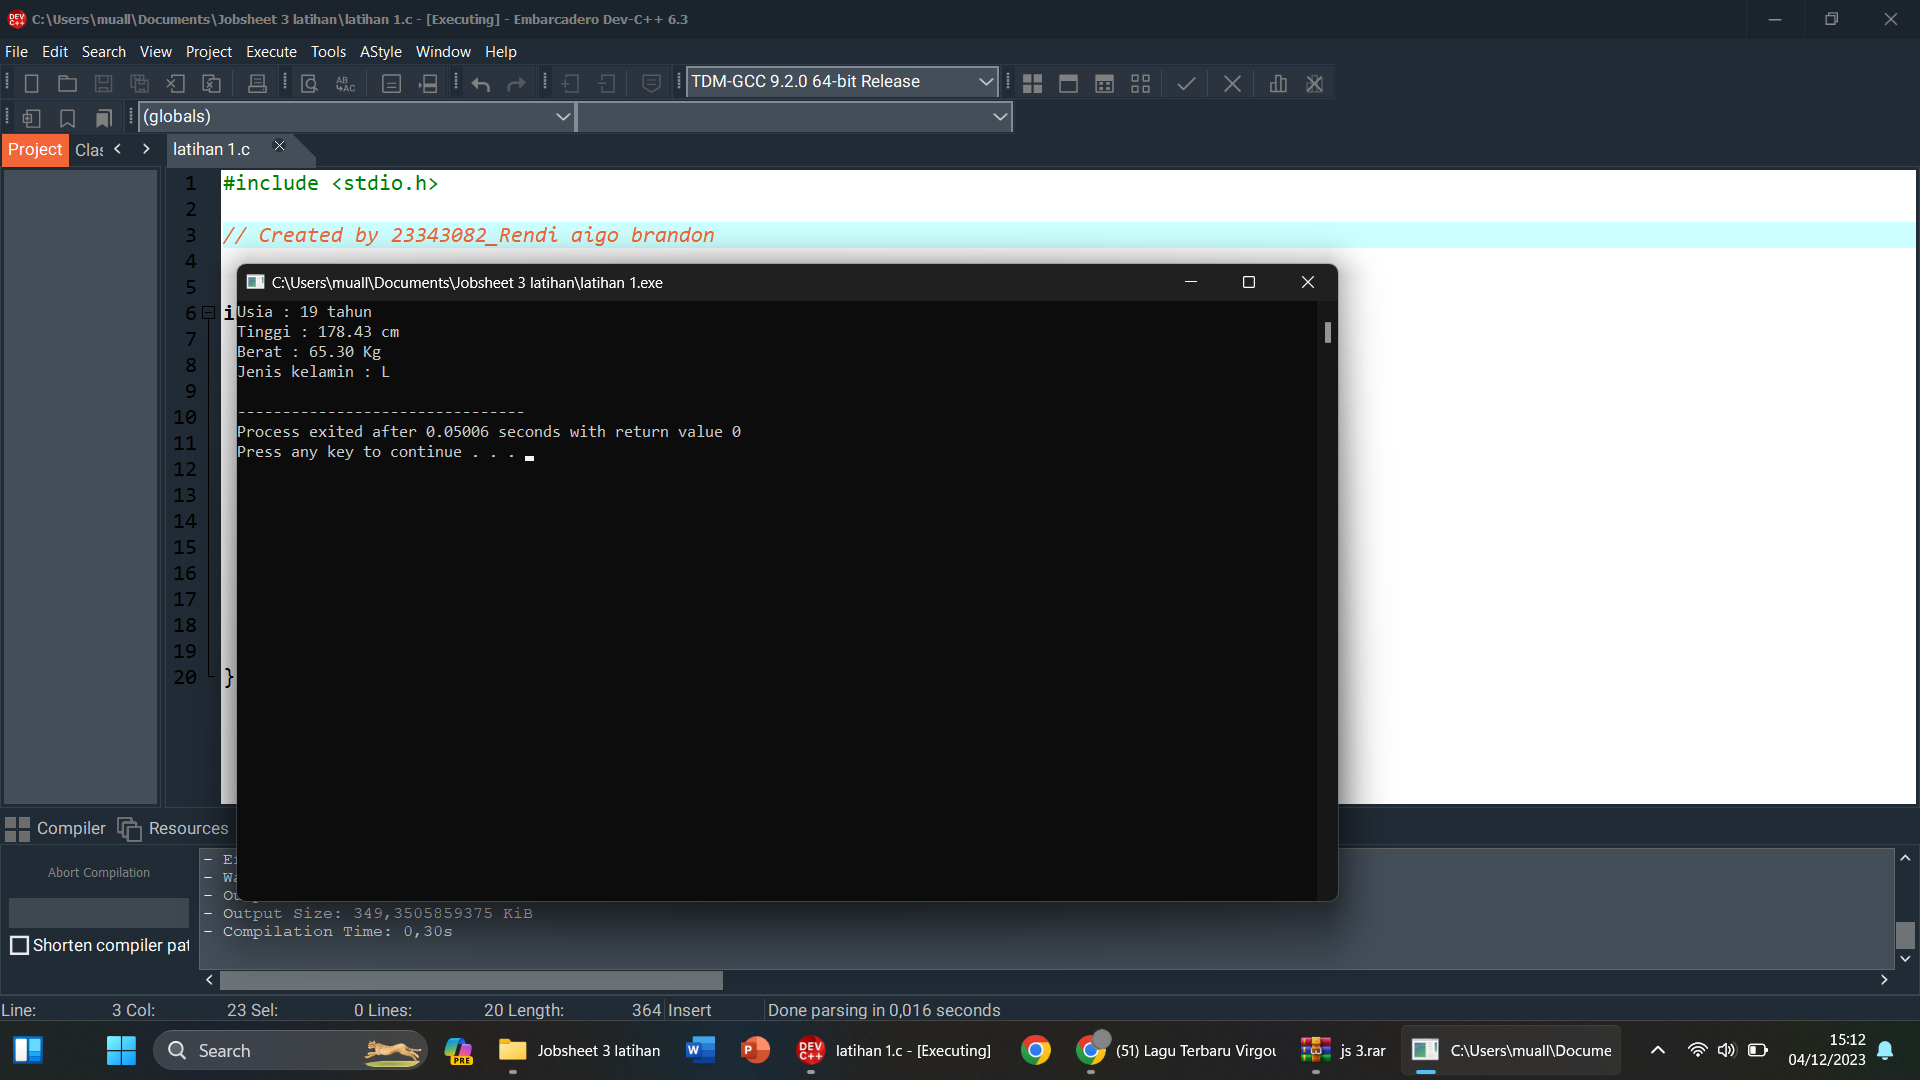 C:\Users\muall\Documents\Jobsheet 3 latihan\latihan 1.c - [Executing] - Embarcadero Dev-C++ 6.3
File Edit Search View Project Execute Tools AStyle Window Help
TDM-GCC 9.2.0 64-bit Release
(globals)
Project Clas
latihan 1.c
1 #include <stdio.h>
2
3 // Created by 23343082_Rendi aigo brandon
4
5
6 i
7
8
9
10
11
12
13
14
15
16
17
18
19
20 }
C:\Users\muall\Documents\Jobsheet 3 latihan\latihan 1.exe
Usia : 19 tahun
Tinggi : 178.43 cm
Berat : 65.30 Kg
Jenis kelamin : L
--------------------------------
Process exited after 0.05006 seconds with return value 0
Press any key to continue . . .
Compiler Resources
Abort Compilation
Shorten compiler pat
- Output Size: 349,3505859375 KiB
- Compilation Time: 0,30s
Line: 3 Col: 23 Sel: 0 Lines: 20 Length: 364 Insert Done parsing in 0,016 seconds
Search
PRE
Jobsheet 3 latihan
DEV C++
latihan 1.c - [Executing]
(51) Lagu Terbaru Virgou
js 3.rar
C:\Users\muall\Docume
15:12
04/12/2023